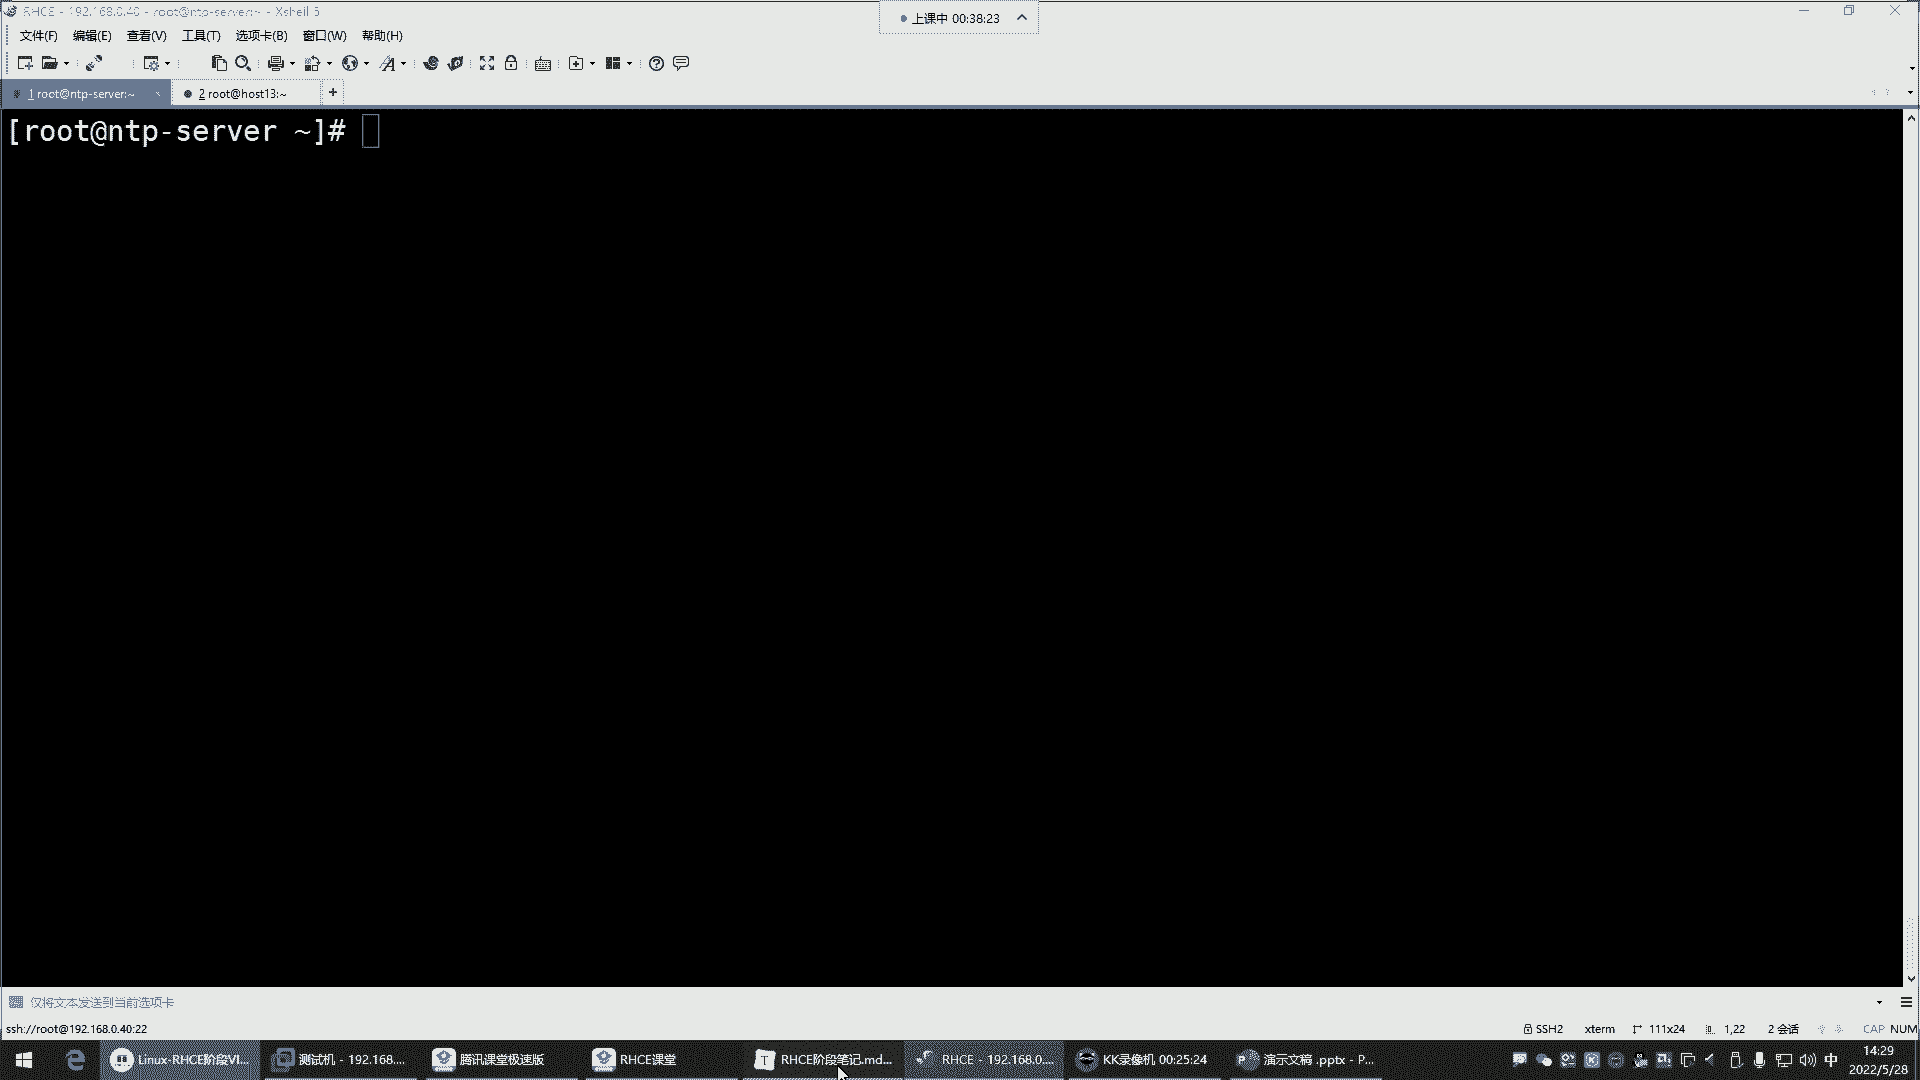 RHCE - 192.168.0.40 - root@ntp-server:~ - Xshell 5
上课中 00:38:23
文件(F) 编辑(E) 查看(V) 工具(T) 选项卡(B) 窗口(W) 帮助(H)
1 root@ntp-server:~
2 root@host13:~
[root@ntp-server ~]#
仅将文本发送到当前选项卡
ssh://root@192.168.0.40:22
SSH2 xterm 111x24 1,22 2 会话 CAP NUM
Linux-RHCE阶段VI...
测试机 - 192.168....
腾讯课堂极速版
RHCE课堂
RHCE阶段笔记.md...
RHCE - 192.168.0....
KK录像机 00:25:24
演示文稿 .pptx - P...
中
14:29
2022/5/28